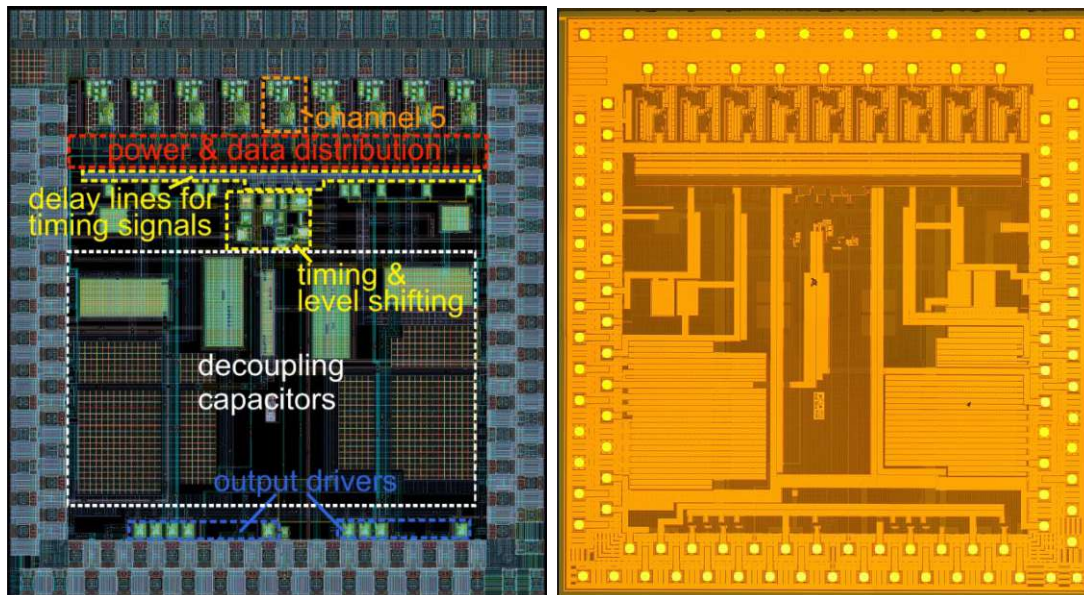 channel 5
power & data distribution
delay lines for
timing signals
timing &
level shifting
decoupling
capacitors
output drivers